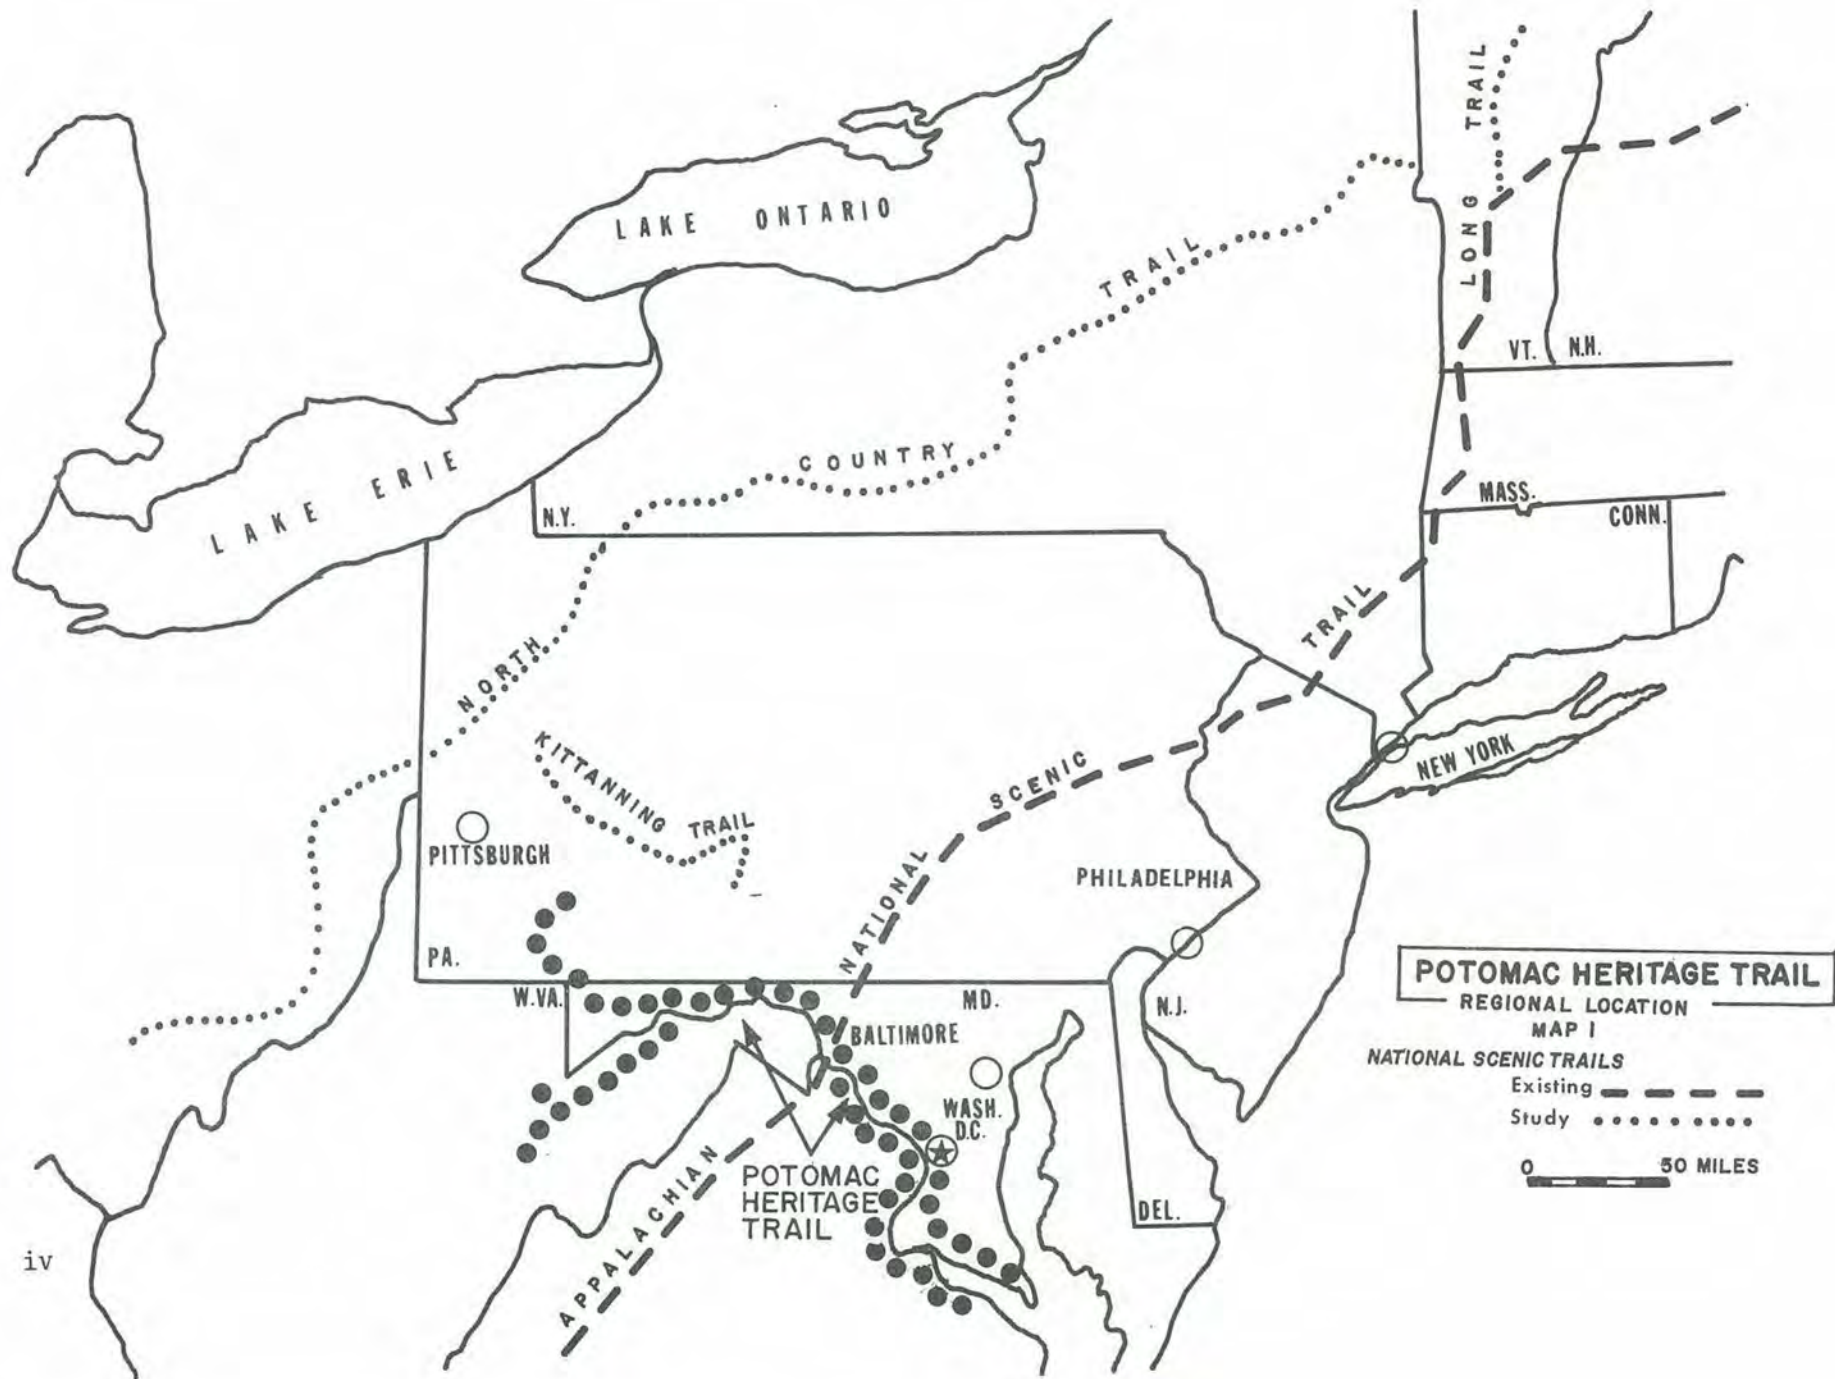 LONG TRAIL
LAKE ONTARIO
LAKE ERIE
NORTH COUNTRY TRAIL
VT.
N.H.
N.Y.
MASS.
CONN.
NEW YORK
KITTANNING TRAIL
PITTSBURGH
PHILADELPHIA
PA.
W.VA.
MD.
N.J.
BALTIMORE
WASH.
D.C.
DEL.
POTOMAC
HERITAGE
TRAIL
APPALACHIAN NATIONAL SCENIC TRAIL
POTOMAC HERITAGE TRAIL
REGIONAL LOCATION
MAP I
NATIONAL SCENIC TRAILS
Existing
Study
0 50 MILES
iv